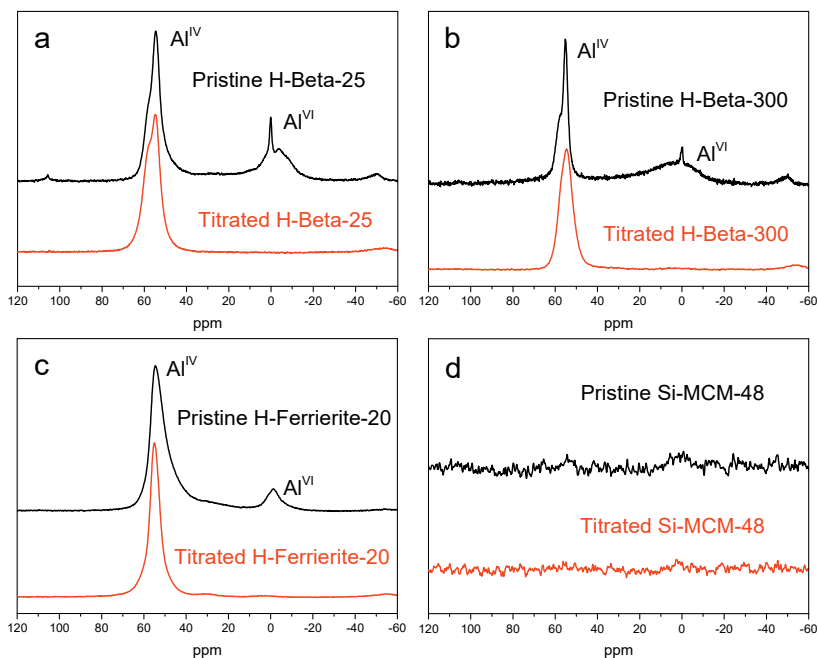 a
Al^IV
Pristine H-Beta-25
Al^VI
Titrated H-Beta-25
120 100 80 60 40 20 0 -20 -40 -60
ppm
b
Al^IV
Pristine H-Beta-300
Al^VI
Titrated H-Beta-300
120 100 80 60 40 20 0 -20 -40 -60
ppm
c
Al^IV
Pristine H-Ferrierite-20
Al^VI
Titrated H-Ferrierite-20
120 100 80 60 40 20 0 -20 -40 -60
ppm
d
Pristine Si-MCM-48
Titrated Si-MCM-48
120 100 80 60 40 20 0 -20 -40 -60
ppm